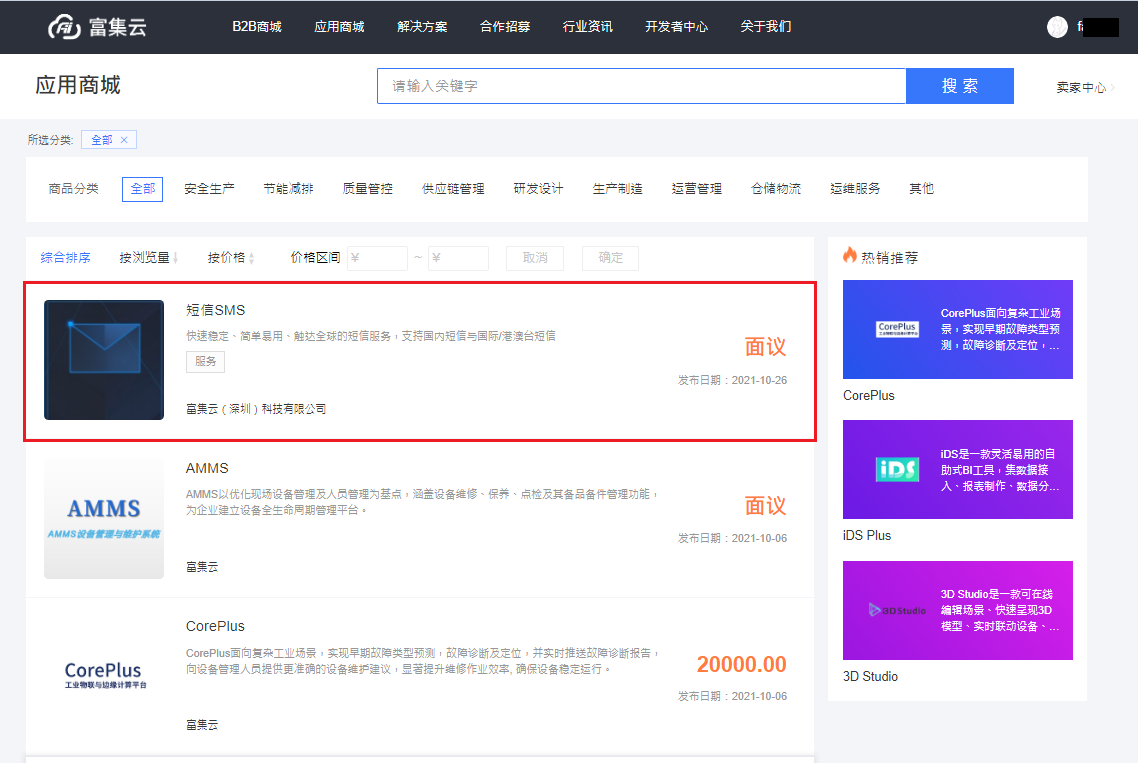 Fii 富集云 B2B商城 应用商城 解决方案 合作招募 行业资讯 开发者中心 关于我们
应用商城 请输入关键字 搜索 卖家中心
所选分类: 全部 ×
商品分类 全部 安全生产 节能减排 质量管控 供应链管理 研发设计 生产制造 运营管理 仓储物流 运维服务 其他
综合排序 按浏览量 按价格 价格区间 ¥ ~ ¥ 取消 确定
短信SMS
快速稳定、简单易用、触达全球的短信服务，支持国内短信与国际/港澳台短信
服务
面议
发布日期：2021-10-26
富集云（深圳）科技有限公司
AMMS
AMMS设备管理与维护系统
AMMS
AMMS以优化现场设备管理及人员管理为基点，涵盖设备维修、保养、点检及其备品备件管理功能，
为企业建立设备全生命周期管理平台。
面议
发布日期：2021-10-06
富集云
CorePlus
工业物联与边缘计算平台
CorePlus
CorePlus面向复杂工业场景，实现早期故障类型预测，故障诊断及定位，并实时推送故障诊断报告，
向设备管理人员提供更准确的设备维护建议，显著提升维修作业效率, 确保设备稳定运行。
20000.00
发布日期：2021-10-06
富集云
热销推荐
CorePlus
工业物联与边缘计算平台
CorePlus面向复杂工业场
景，实现早期故障类型预
测，故障诊断及定位，...
CorePlus
iDS
iDS是一款灵活易用的自
助式BI工具，集数据接
入、报表制作、数据分...
iDS Plus
3D Studio
3D Studio是一款可在线
编辑场景、快速呈现3D
模型、实时联动设备、...
3D Studio